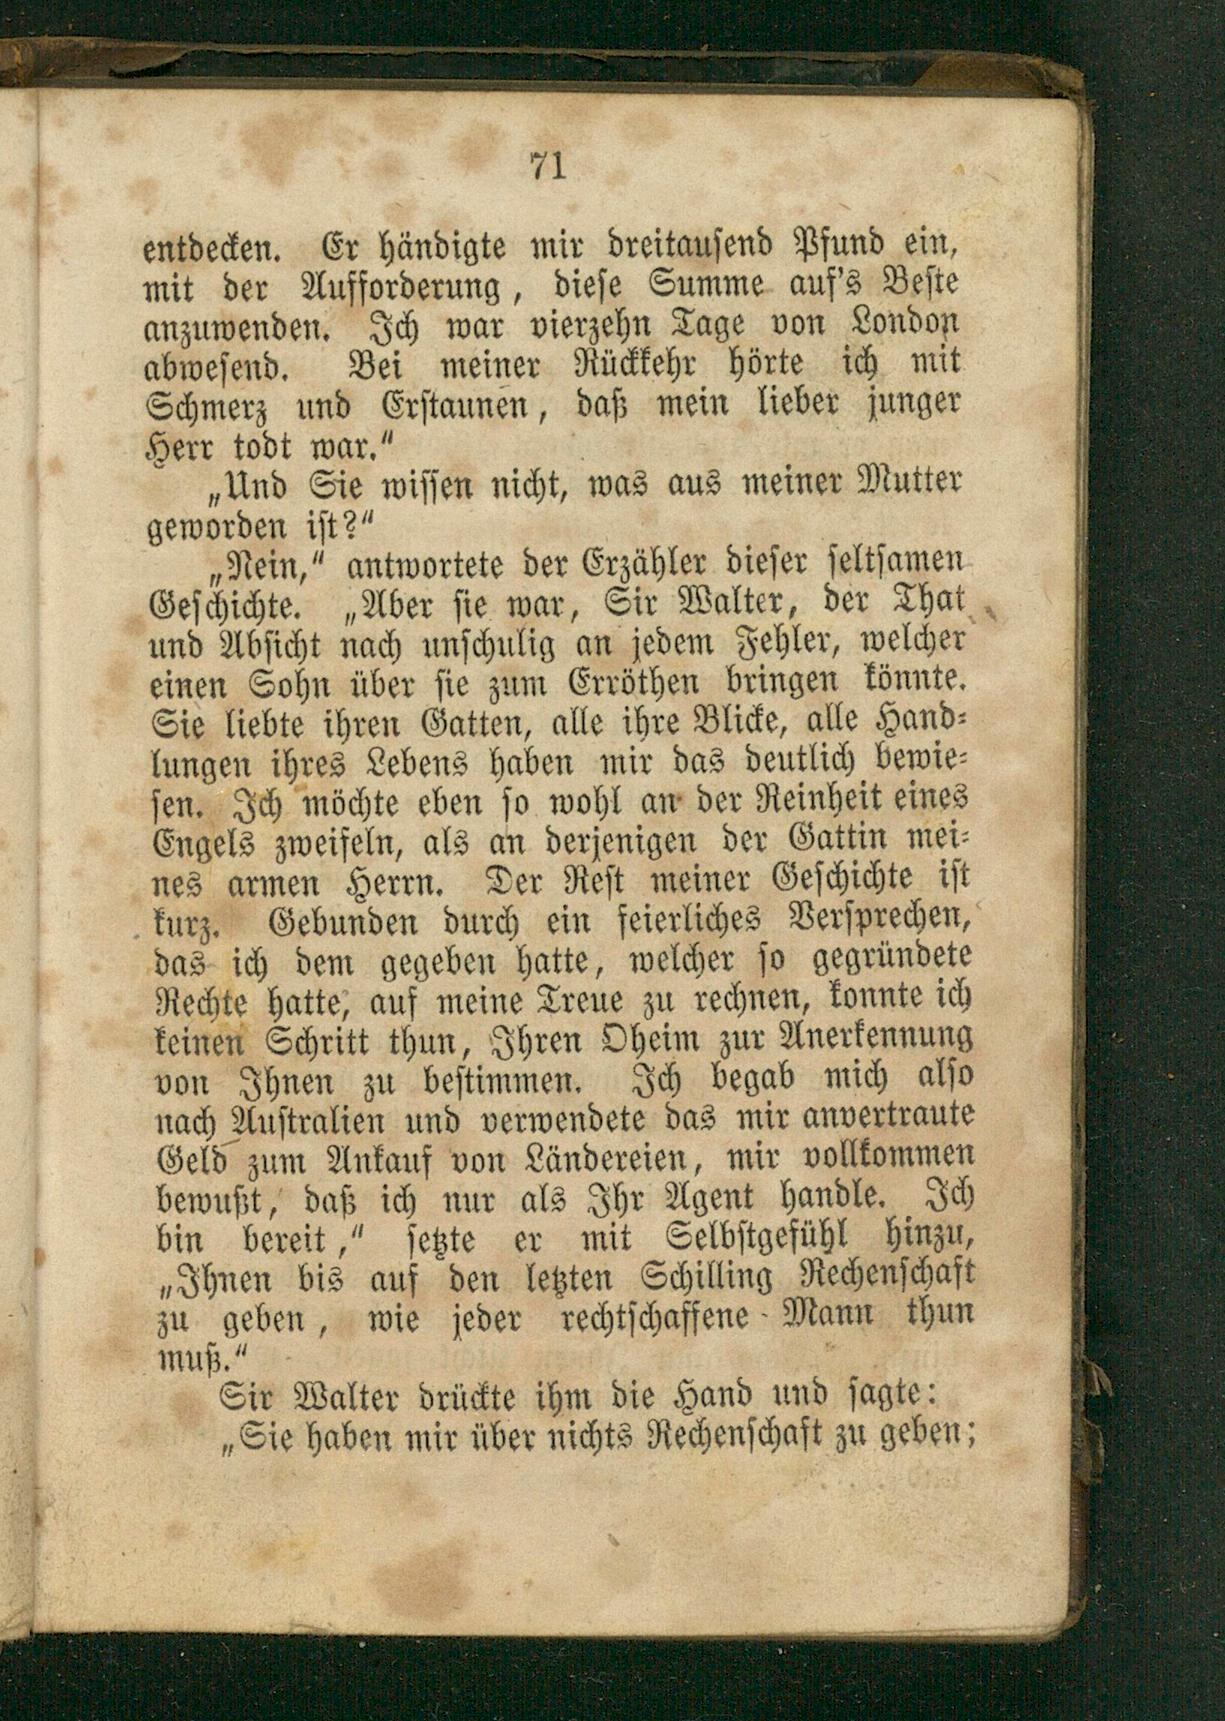 71
entdecken. Er händigte mir dreitausend Pfund ein,
mit der Aufforderung, diese Summe auf's Beste
anzuwenden. Ich war vierzehn Tage von London
abwesend. Bei meiner Rückkehr hörte ich mit
Schmerz und Erstaunen, daß mein lieber junger
Herr todt war.“
„Und Sie wissen nicht, was aus meiner Mutter
geworden ist?“
„Nein,“ antwortete der Erzähler dieser seltsamen
Geschichte. „Aber sie war, Sir Walter, der That
und Absicht nach unschulig an jedem Fehler, welcher
einen Sohn über sie zum Erröthen bringen könnte.
Sie liebte ihren Gatten, alle ihre Blicke, alle Hand-
lungen ihres Lebens haben mir das deutlich bewie-
sen. Ich möchte eben so wohl an der Reinheit eines
Engels zweifeln, als an derjenigen der Gattin mei-
nes armen Herrn. Der Rest meiner Geschichte ist
kurz. Gebunden durch ein feierliches Versprechen,
das ich dem gegeben hatte, welcher so gegründete
Rechte hatte, auf meine Treue zu rechnen, konnte ich
keinen Schritt thun, Ihren Oheim zur Anerkennung
von Ihnen zu bestimmen. Ich begab mich also
nach Australien und verwendete das mir anvertraute
Geld zum Ankauf von Ländereien, mir vollkommen
bewußt, daß ich nur als Ihr Agent handle. Ich
bin bereit,“ setzte er mit Selbstgefühl hinzu,
„Ihnen bis auf den letzten Schilling Rechenschaft
zu geben, wie jeder rechtschaffene Mann thun
muß.“
Sir Walter drückte ihm die Hand und sagte:
„Sie haben mir über nichts Rechenschaft zu geben;